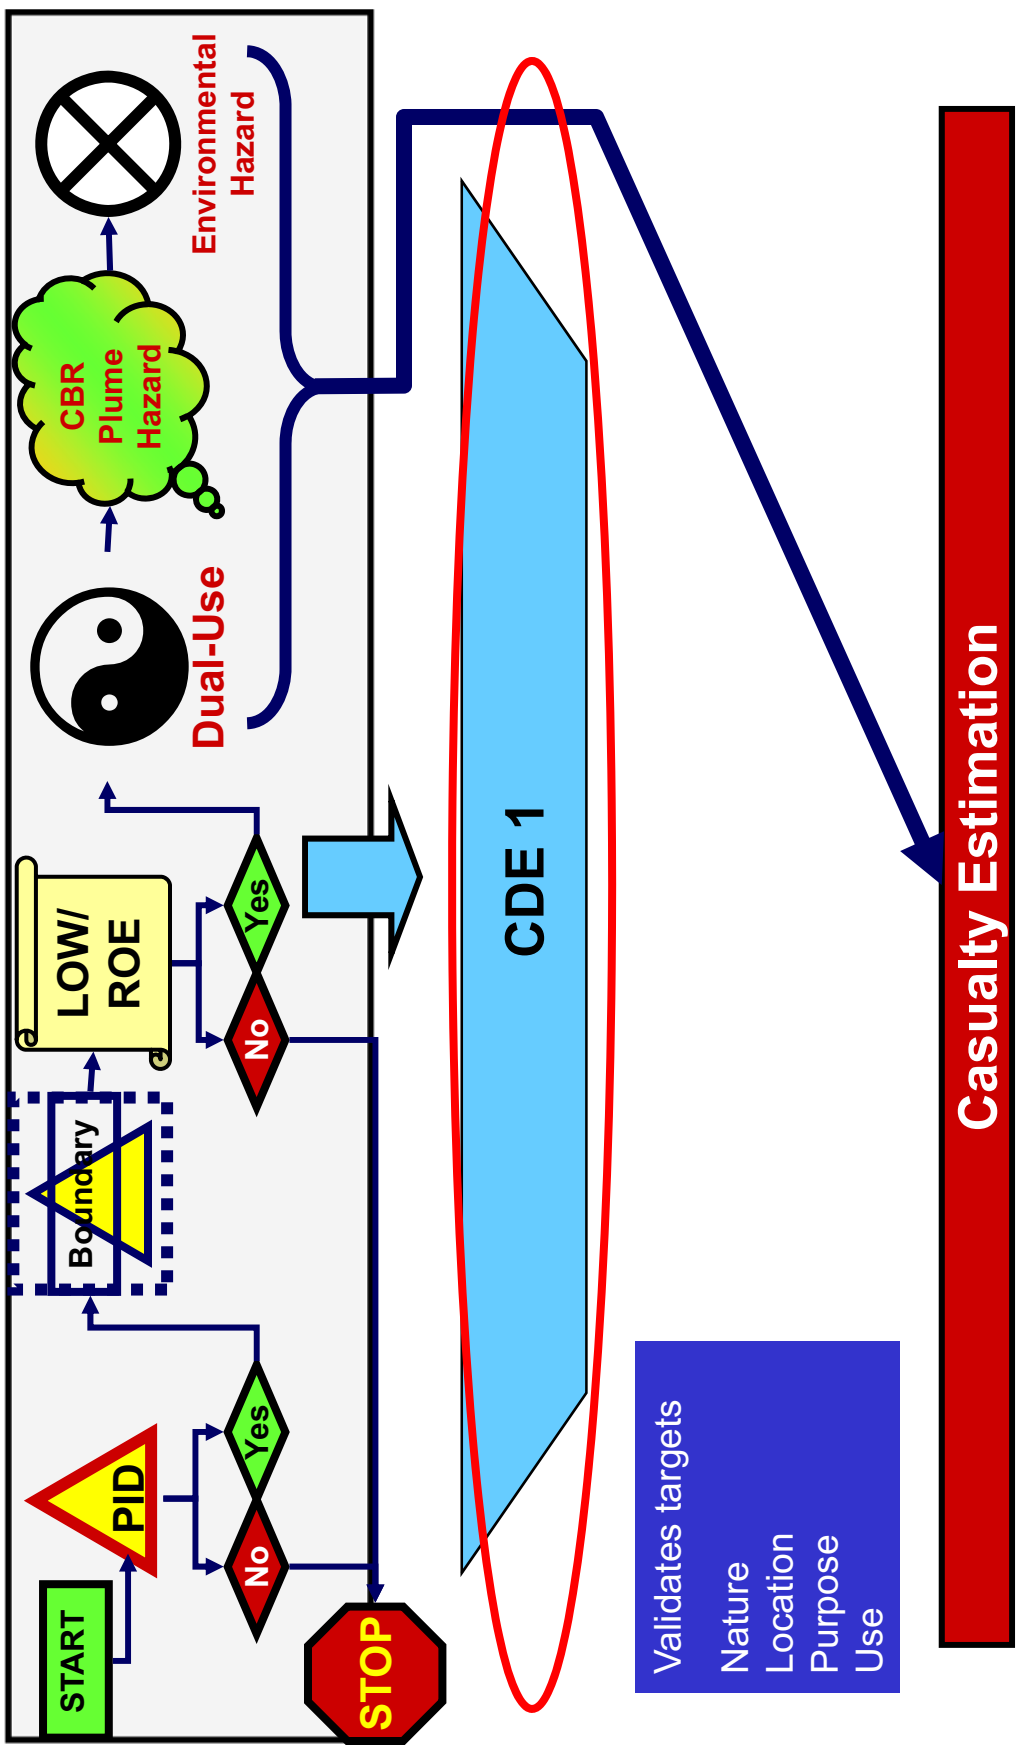 START
PID
No
Yes
STOP
Boundary
LOW/
ROE
No
Yes
Dual-Use
CBR
Plume
Hazard
Environmental
Hazard
CDE 1
Validates targets
Nature
Location
Purpose
Use
Casualty Estimation